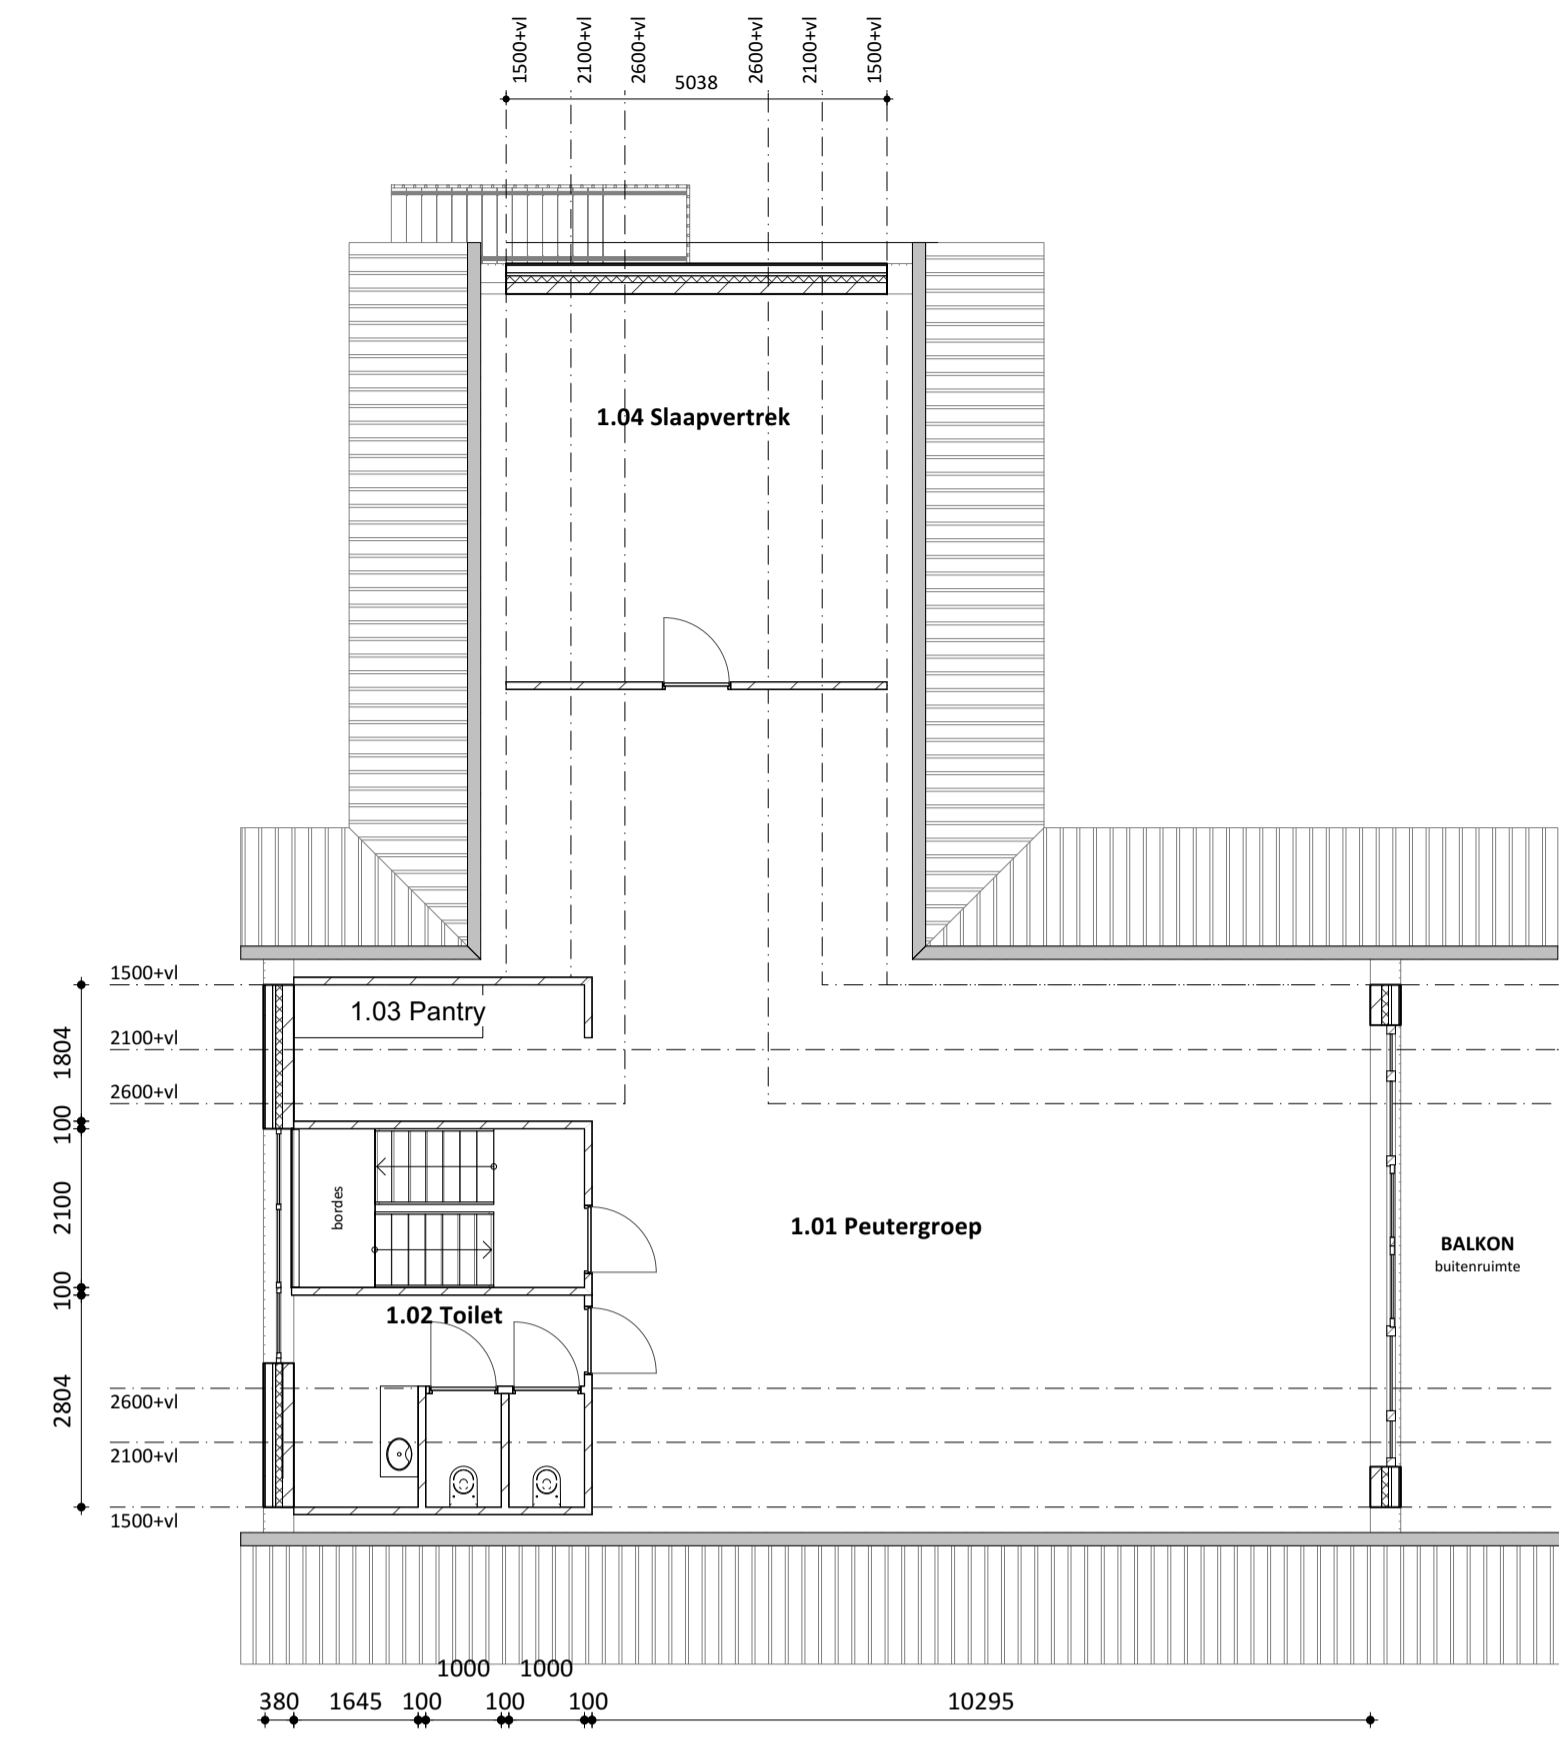 1500+vl
2100+vl
2600+vl
2600+vl
2100+vl
1500+vl
5038
1.04 Slaapvertrek
1500+vl
1.03 Pantry
1804
2100+vl
2600+vl
100
2100
bordes
1.01 Peutergroep
BALKON
buitenruimte
100
1.02 Toilet
2804
2600+vl
2100+vl
1500+vl
1000
1000
380
1645
100
100
100
10295